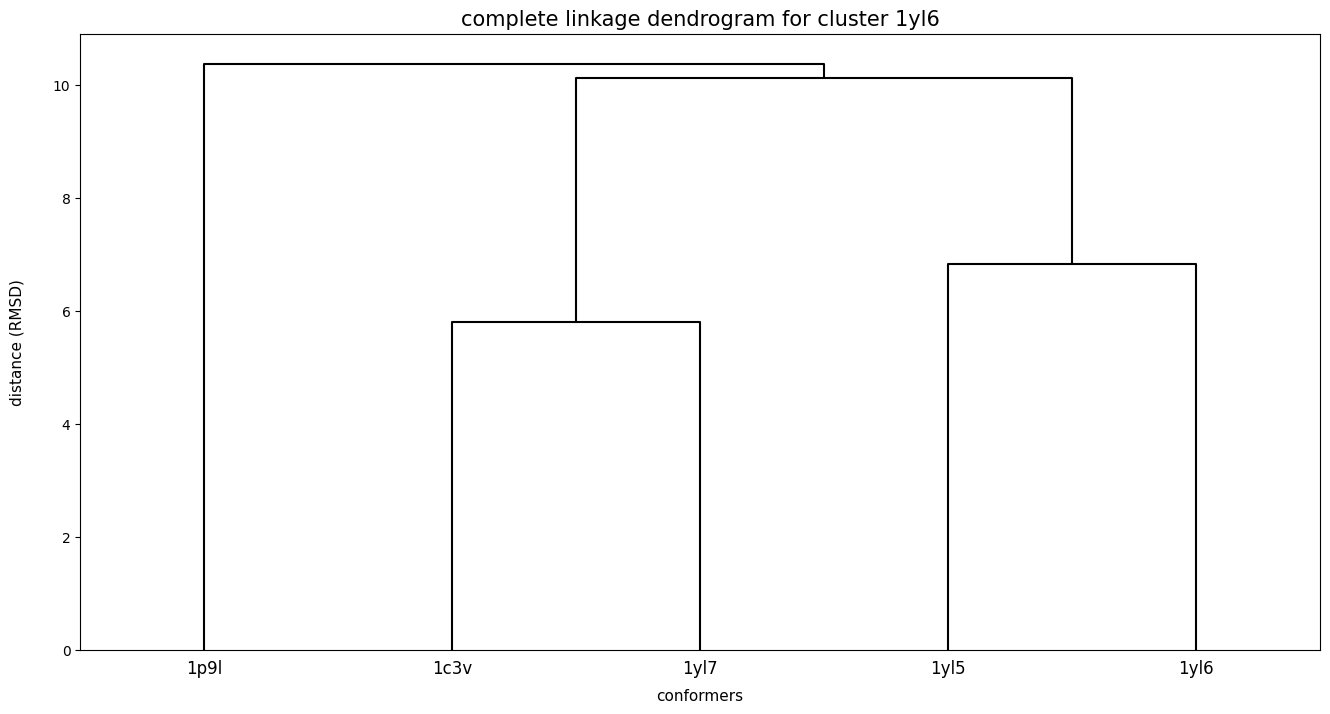 complete linkage dendrogram for cluster 1yl6
10
8
6
4
2
0
distance (RMSD)
1p9l 1c3v 1yl7 1yl5 1yl6
conformers